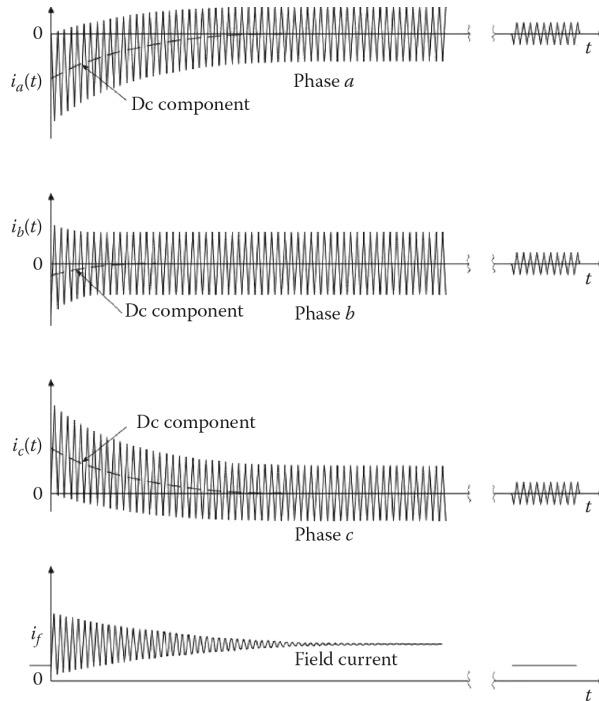 0
t
i_a(t)
Phase a
Dc component
i_b(t)
0
t
Dc component
Phase b
Dc component
i_c(t)
0
t
Phase c
i_f
Field current
0
t